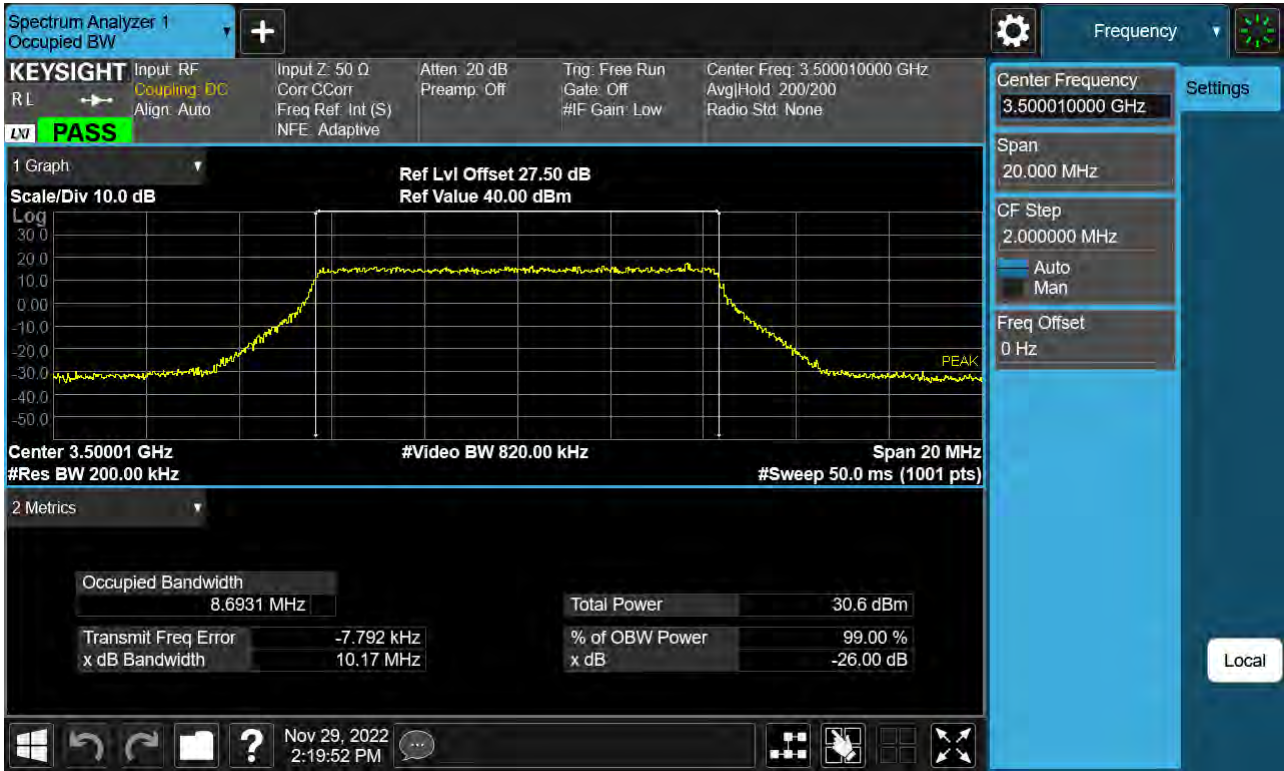 Spectrum Analyzer 1
Occupied BW
+
Frequency
KEYSIGHT
R L
LXI
PASS
Input: RF
Coupling: DC
Align: Auto
Input Z: 50 Ω
Corr CCorr
Freq Ref: Int (S)
NFE: Adaptive
Atten: 20 dB
Preamp: Off
Trig: Free Run
Gate: Off
#IF Gain: Low
Center Freq: 3.500010000 GHz
Avg|Hold: 200/200
Radio Std: None
Center Frequency
3.500010000 GHz
Settings
Span
20.000 MHz
CF Step
2.000000 MHz
Auto
Man
Freq Offset
0 Hz
Local
1 Graph
Scale/Div 10.0 dB
Ref Lvl Offset 27.50 dB
Ref Value 40.00 dBm
Log
30.0
20.0
10.0
0.00
-10.0
-20.0
-30.0
-40.0
-50.0
PEAK
Center 3.50001 GHz
#Video BW 820.00 kHz
Span 20 MHz
#Res BW 200.00 kHz
#Sweep 50.0 ms (1001 pts)
2 Metrics
Occupied Bandwidth
8.6931 MHz
Total Power 30.6 dBm
Transmit Freq Error -7.792 kHz
% of OBW Power 99.00 %
x dB Bandwidth 10.17 MHz
x dB -26.00 dB
?
Nov 29, 2022
2:19:52 PM